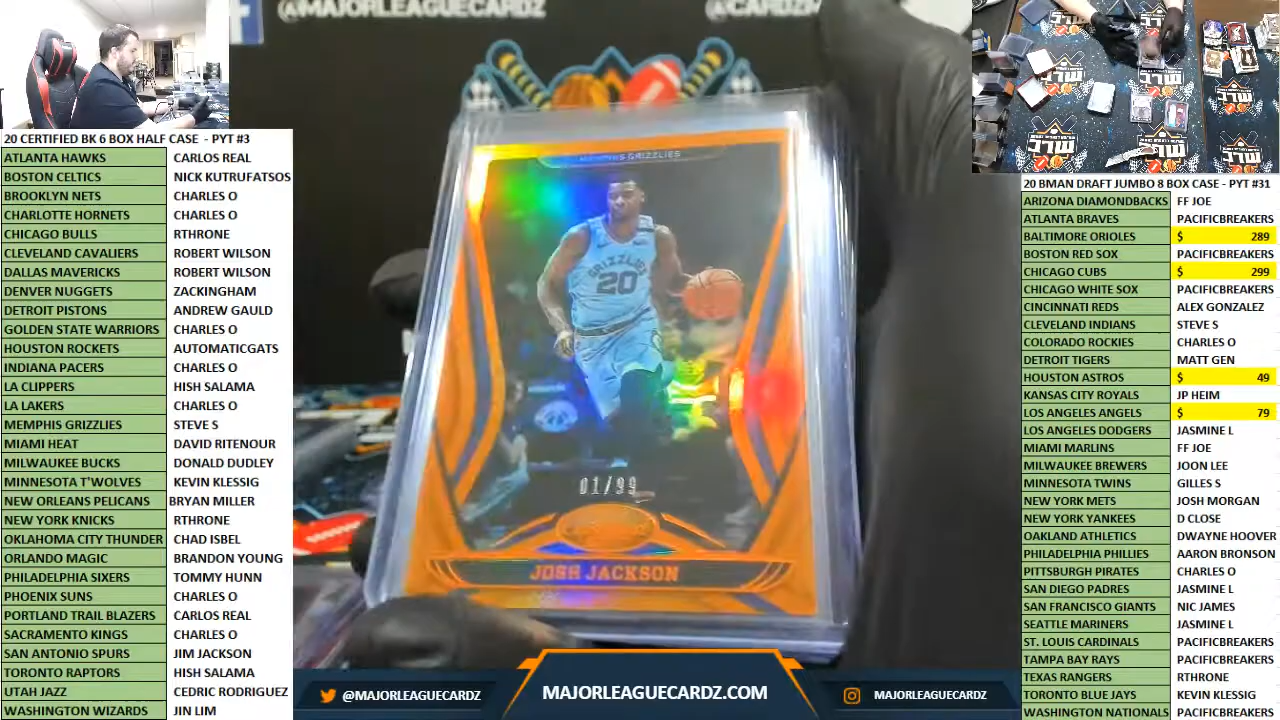 @MAJORLEAGUECARDZ
20 CERTIFIED BK 6 BOX HALF CASE - PYT #3
ATLANTA HAWKS CARLOS REAL
BOSTON CELTICS NICK KUTRUFATSOS
BROOKLYN NETS CHARLES O
CHARLOTTE HORNETS CHARLES O
CHICAGO BULLS RTHRONE
CLEVELAND CAVALIERS ROBERT WILSON
DALLAS MAVERICKS ROBERT WILSON
DENVER NUGGETS ZACKINGHAM
DETROIT PISTONS ANDREW GAULD
GOLDEN STATE WARRIORS CHARLES O
HOUSTON ROCKETS AUTOMATICGATS
INDIANA PACERS CHARLES O
LA CLIPPERS HISH SALAMA
LA LAKERS CHARLES O
MEMPHIS GRIZZLIES STEVE S
MIAMI HEAT DAVID RITENOUR
MILWAUKEE BUCKS DONALD DUDLEY
MINNESOTA T'WOLVES KEVIN KLESSIG
NEW ORLEANS PELICANS BRYAN MILLER
NEW YORK KNICKS RTHRONE
OKLAHOMA CITY THUNDER CHAD ISBEL
ORLANDO MAGIC BRANDON YOUNG
PHILADELPHIA SIXERS TOMMY HUNN
PHOENIX SUNS CHARLES O
PORTLAND TRAIL BLAZERS CARLOS REAL
SACRAMENTO KINGS CHARLES O
SAN ANTONIO SPURS JIM JACKSON
TORONTO RAPTORS HISH SALAMA
UTAH JAZZ CEDRIC RODRIGUEZ
WASHINGTON WIZARDS JIN LIM
MEMPHIS GRIZZLIES
GRIZZLIES
20
01/99
JOSH JACKSON
@MAJORLEAGUECARDZ
MAJORLEAGUECARDZ.COM
MAJORLEAGUECARDZ
20 BMAN DRAFT JUMBO 8 BOX CASE - PYT #31
ARIZONA DIAMONDBACKS FF JOE
ATLANTA BRAVES PACIFICBREAKERS
BALTIMORE ORIOLES $ 289
BOSTON RED SOX PACIFICBREAKERS
CHICAGO CUBS $ 299
CHICAGO WHITE SOX PACIFICBREAKERS
CINCINNATI REDS ALEX GONZALEZ
CLEVELAND INDIANS STEVE S
COLORADO ROCKIES CHARLES O
DETROIT TIGERS MATT GEN
HOUSTON ASTROS $ 49
KANSAS CITY ROYALS JP HEIM
LOS ANGELES ANGELS $ 79
LOS ANGELES DODGERS JASMINE L
MIAMI MARLINS FF JOE
MILWAUKEE BREWERS JOON LEE
MINNESOTA TWINS GILLES S
NEW YORK METS JOSH MORGAN
NEW YORK YANKEES D CLOSE
OAKLAND ATHLETICS DWAYNE HOOVER
PHILADELPHIA PHILLIES AARON BRONSON
PITTSBURGH PIRATES CHARLES O
SAN DIEGO PADRES JASMINE L
SAN FRANCISCO GIANTS NIC JAMES
SEATTLE MARINERS JASMINE L
ST. LOUIS CARDINALS PACIFICBREAKERS
TAMPA BAY RAYS PACIFICBREAKERS
TEXAS RANGERS RTHRONE
TORONTO BLUE JAYS KEVIN KLESSIG
WASHINGTON NATIONALS PACIFICBREAKERS